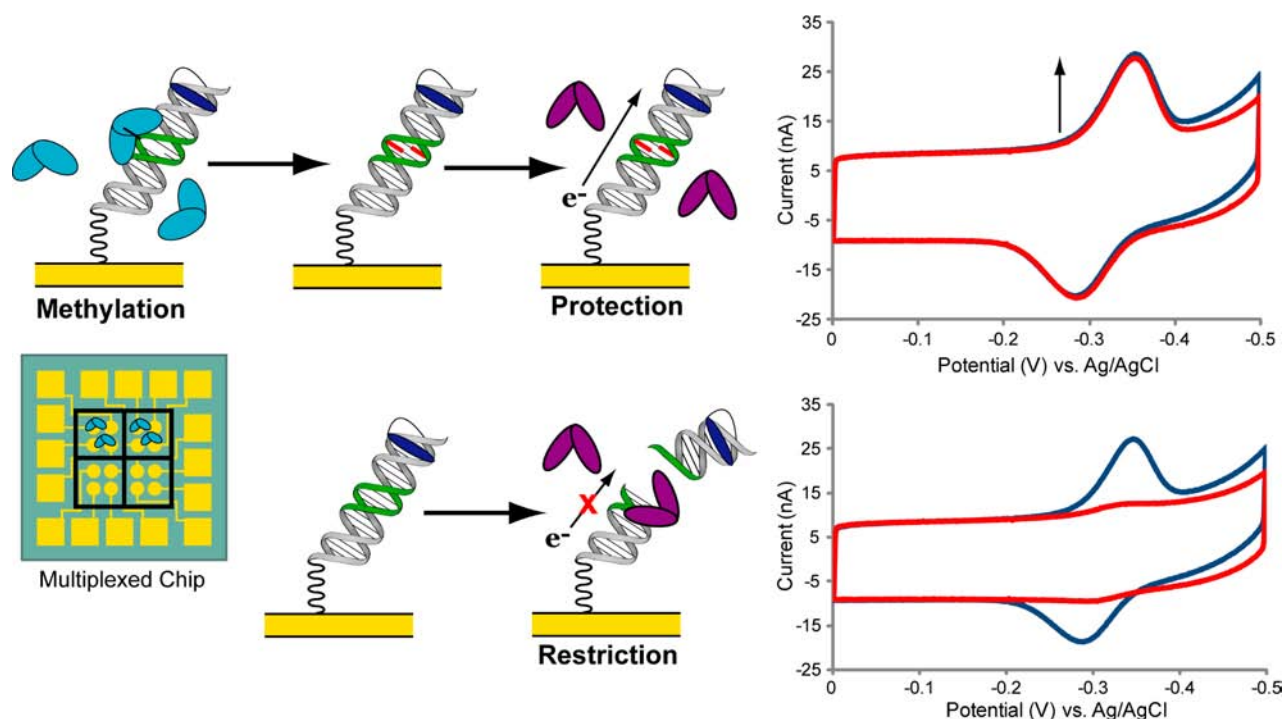 e-
Methylation
Protection
35
25
15
5
-5
-15
-25
Current (nA)
0 -0.1 -0.2 -0.3 -0.4 -0.5
Potential (V) vs. Ag/AgCl
Multiplexed Chip
X
e-
Restriction
35
25
15
5
-5
-15
-25
Current (nA)
0 -0.1 -0.2 -0.3 -0.4 -0.5
Potential (V) vs. Ag/AgCl